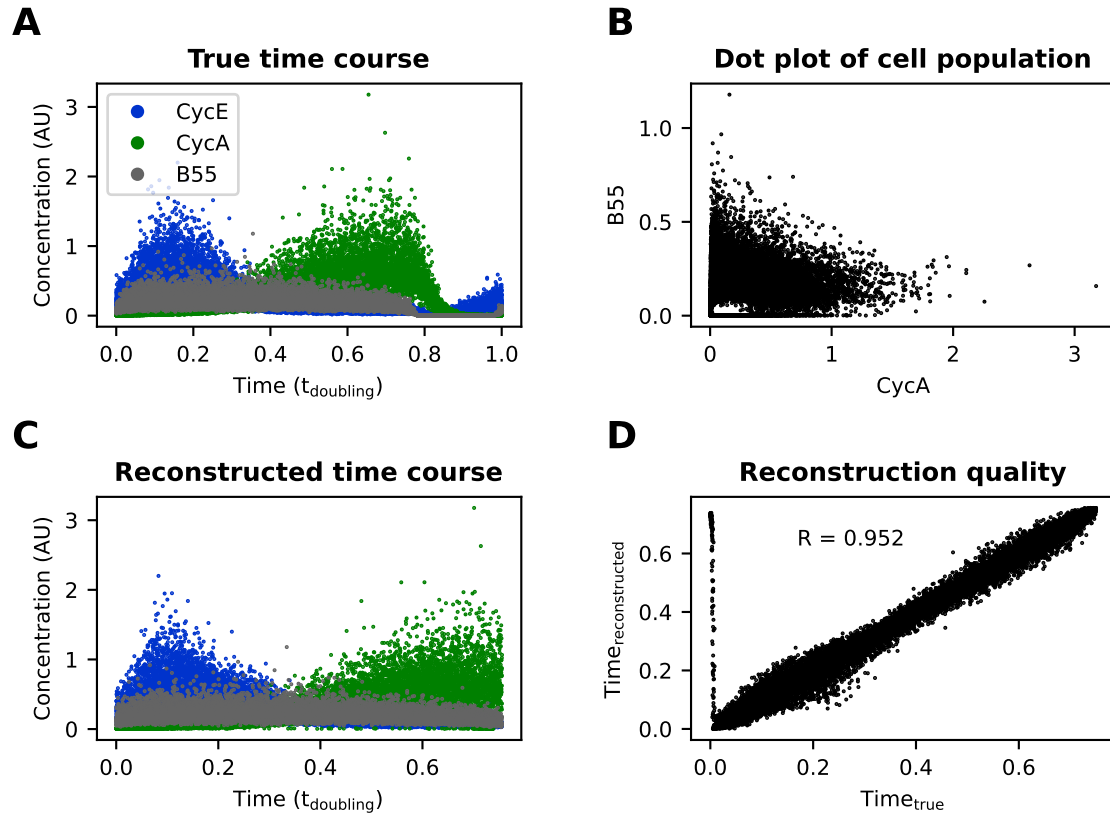 A
True time course
Concentration (AU)
3
2
1
0
CycE
CycA
B55
0.0 0.2 0.4 0.6 0.8 1.0
Time (t_doubling)
B
Dot plot of cell population
B55
1.0
0.5
0.0
0 1 2 3
CycA
C
Reconstructed time course
Concentration (AU)
3
2
1
0
0.0 0.2 0.4 0.6
Time (t_doubling)
D
Reconstruction quality
Time_reconstructed
0.6
0.4
0.2
0.0
R = 0.952
0.0 0.2 0.4 0.6
Time_true